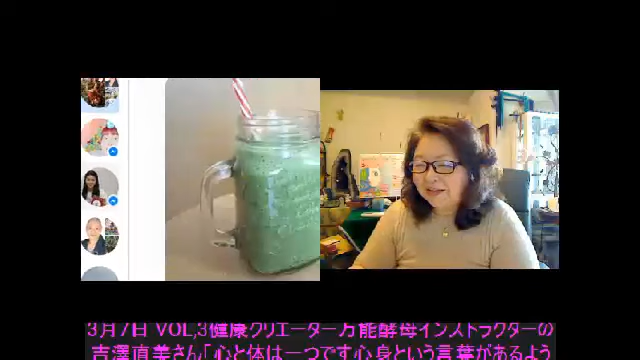 3月7日 VOL,3健康クリエーター万能酵母インストラクターの
吉澤直美さん「心と体は一つです心身という言葉があるよう